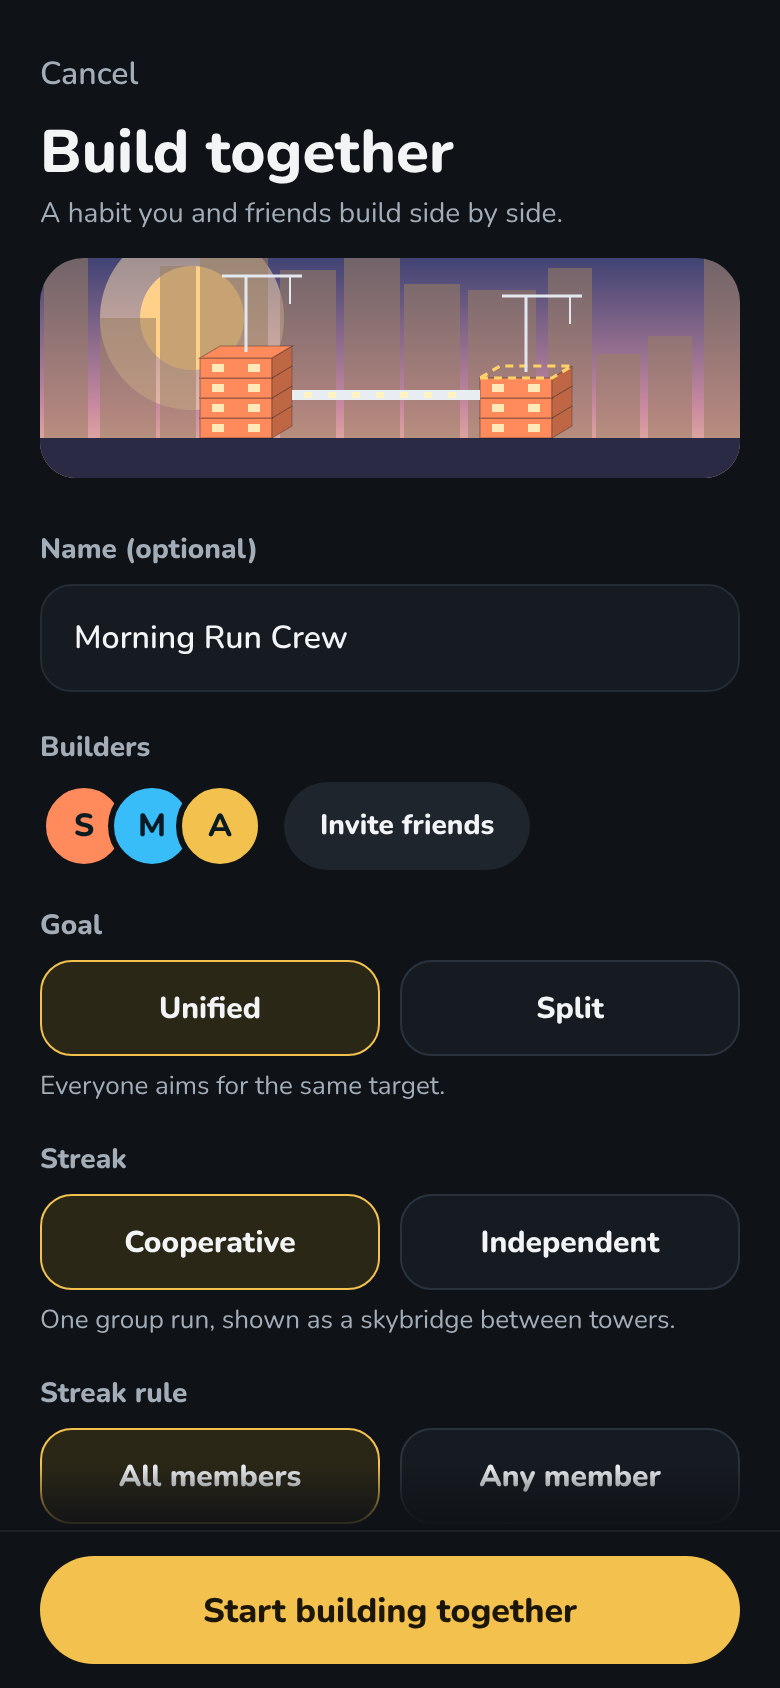 Cancel
Build together
A habit you and friends build side by side.
Name (optional)
Morning Run Crew
Builders
S M A Invite friends
Goal
Unified Split
Everyone aims for the same target.
Streak
Cooperative Independent
One group run, shown as a skybridge between towers.
Streak rule
All members Any member
Start building together